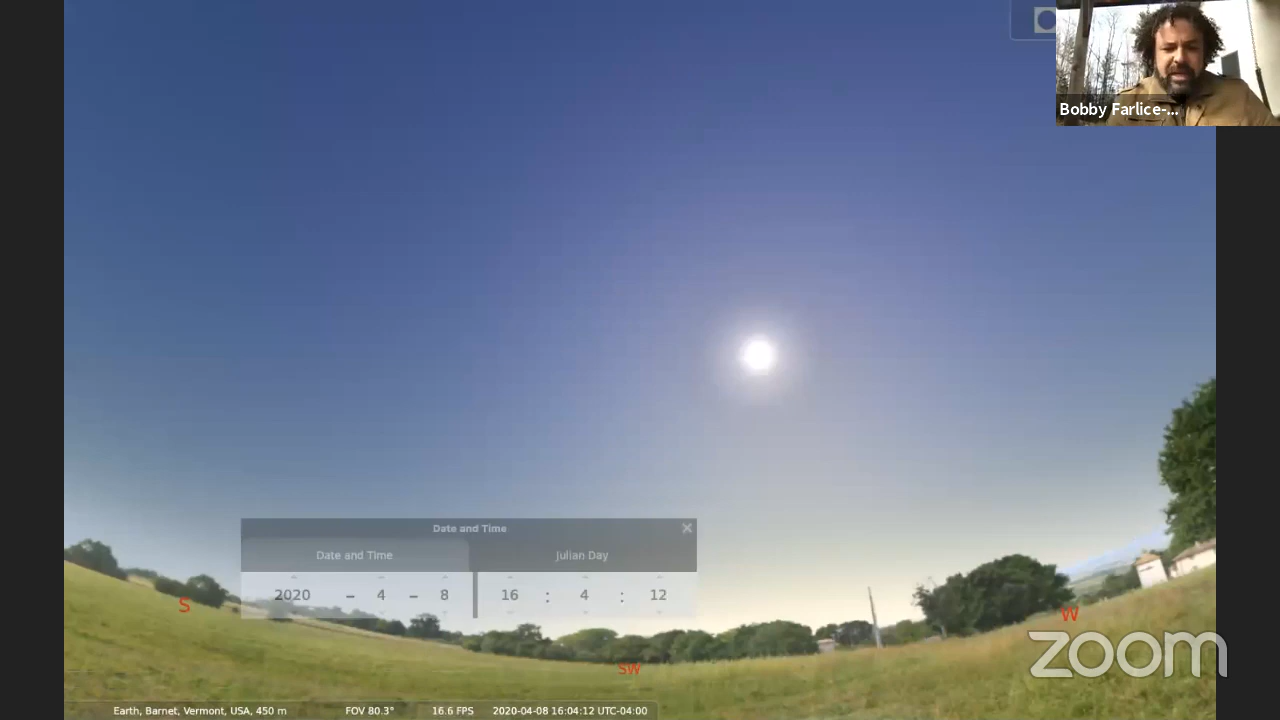 Bobby Farlice-...
Date and Time
Date and Time
Julian Day
2020 - 4 - 8 16 : 4 : 12
S
W
SW
zoom
Earth, Barnet, Vermont, USA, 450 m FOV 80.3° 16.6 FPS 2020-04-08 16:04:12 UTC-04:00